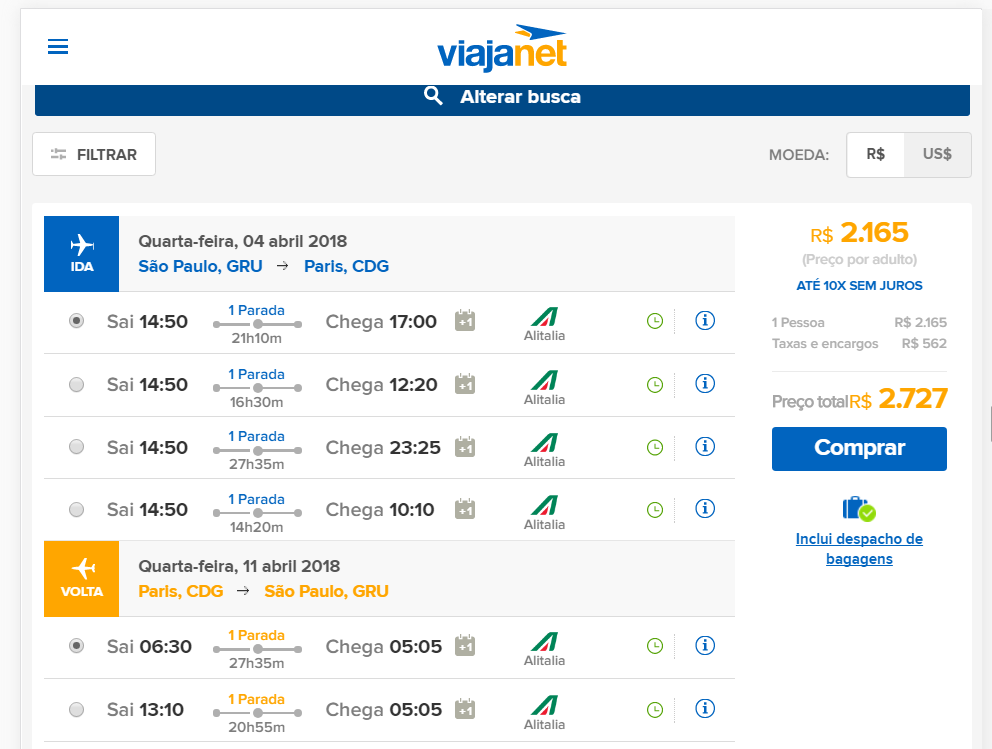 viajanet
Alterar busca
FILTRAR
MOEDA: R$ US$
IDA
Quarta-feira, 04 abril 2018
São Paulo, GRU → Paris, CDG
Sai 14:50 1 Parada 21h10m Chega 17:00 +1 Alitalia
Sai 14:50 1 Parada 16h30m Chega 12:20 +1 Alitalia
Sai 14:50 1 Parada 27h35m Chega 23:25 +1 Alitalia
Sai 14:50 1 Parada 14h20m Chega 10:10 +1 Alitalia
VOLTA
Quarta-feira, 11 abril 2018
Paris, CDG → São Paulo, GRU
Sai 06:30 1 Parada 27h35m Chega 05:05 +1 Alitalia
Sai 13:10 1 Parada 20h55m Chega 05:05 +1 Alitalia
R$ 2.165
(Preço por adulto)
ATÉ 10X SEM JUROS
1 Pessoa R$ 2.165
Taxas e encargos R$ 562
Preço total R$ 2.727
Comprar
Inclui despacho de
bagagens